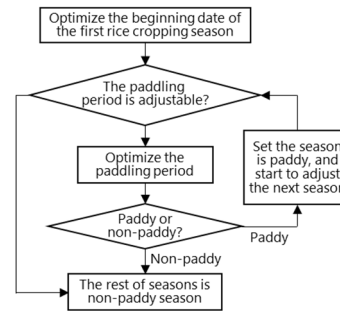 Optimize the beginning date of
the first rice cropping season
The paddling
period is adjustable?
Optimize the
paddling period
Set the season
is paddy, and
start to adjust
the next season
Paddy or
non-paddy?
Paddy
Non-paddy
The rest of seasons is
non-paddy season